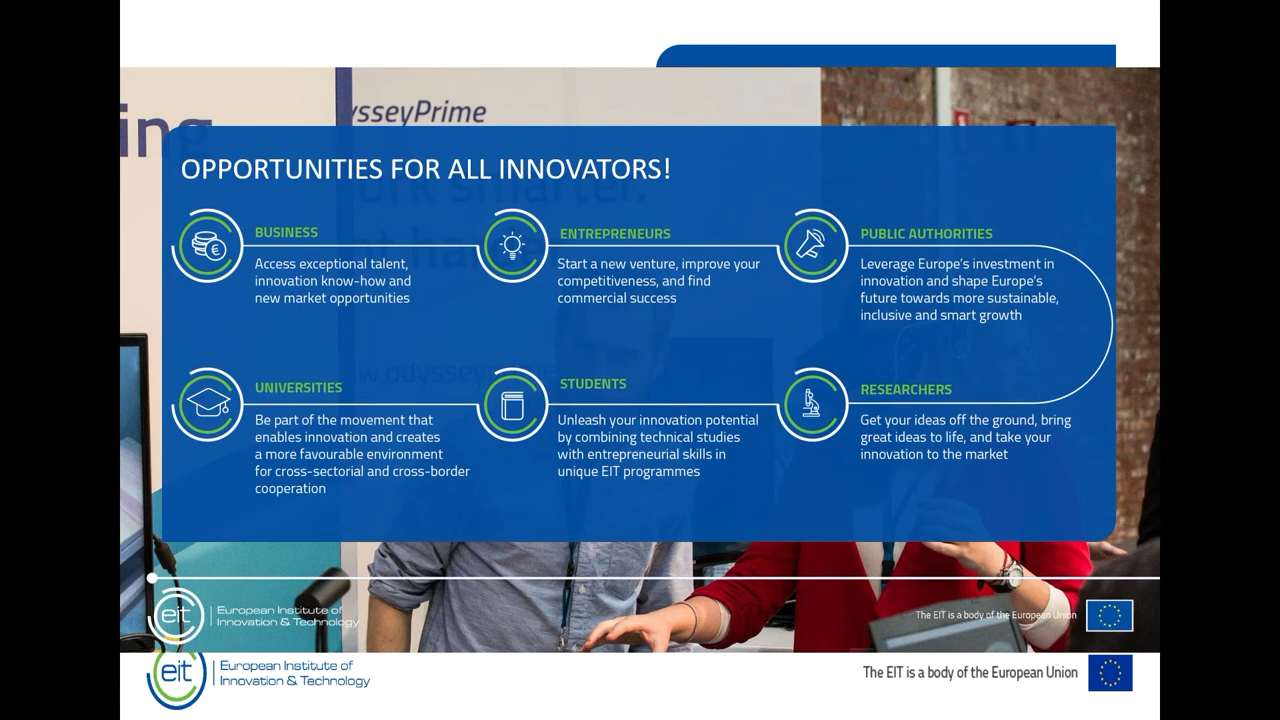 ing
ysseyPrime
OPPORTUNITIES FOR ALL INNOVATORS!
BUSINESS
Access exceptional talent,
innovation know-how and
new market opportunities
ENTREPRENEURS
Start a new venture, improve your
competitiveness, and find
commercial success
PUBLIC AUTHORITIES
Leverage Europe's investment in
innovation and shape Europe's
future towards more sustainable,
inclusive and smart growth
UNIVERSITIES
Be part of the movement that
enables innovation and creates
a more favourable environment
for cross-sectorial and cross-border
cooperation
STUDENTS
Unleash your innovation potential
by combining technical studies
with entrepreneurial skills in
unique EIT programmes
RESEARCHERS
Get your ideas off the ground, bring
great ideas to life, and take your
innovation to the market
eit
European Institute of
Innovation & Technology
The EIT is a body of the European Union
eit
European Institute of
Innovation & Technology
The EIT is a body of the European Union